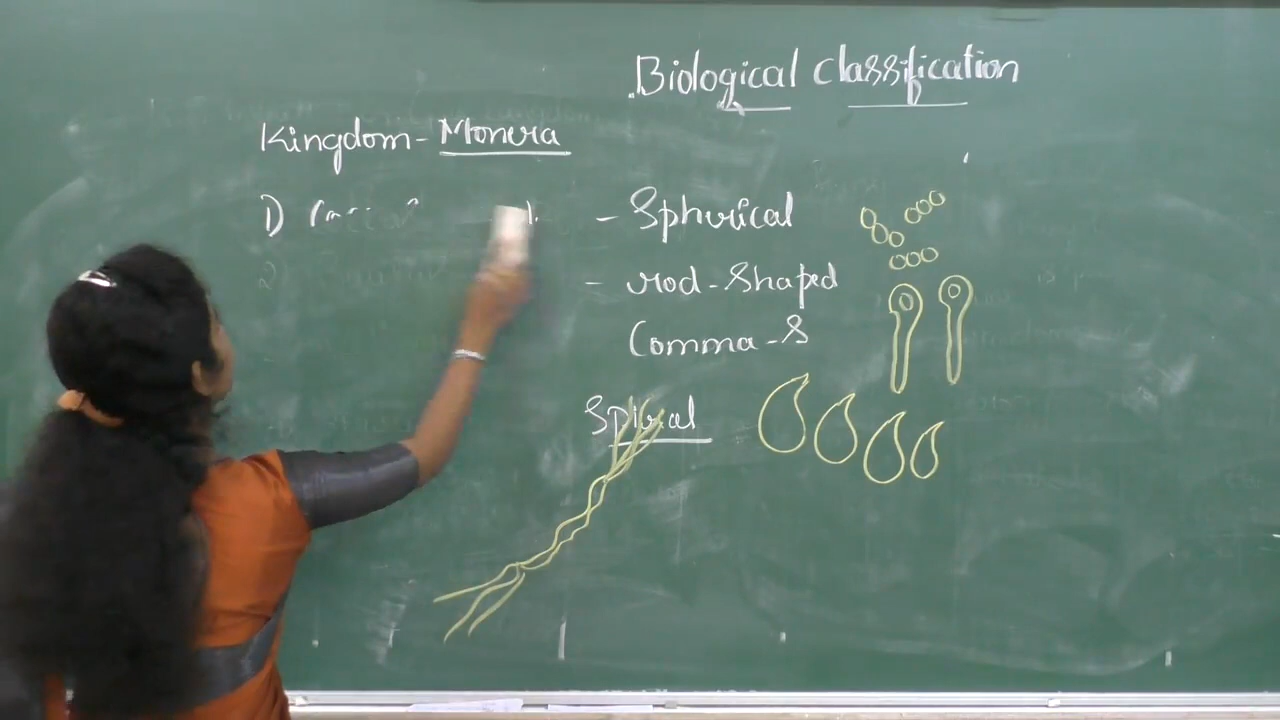 Biological Classification
Kingdom - Monera
1)
- Spherical
- rod-shaped
Comma - S
Spiral